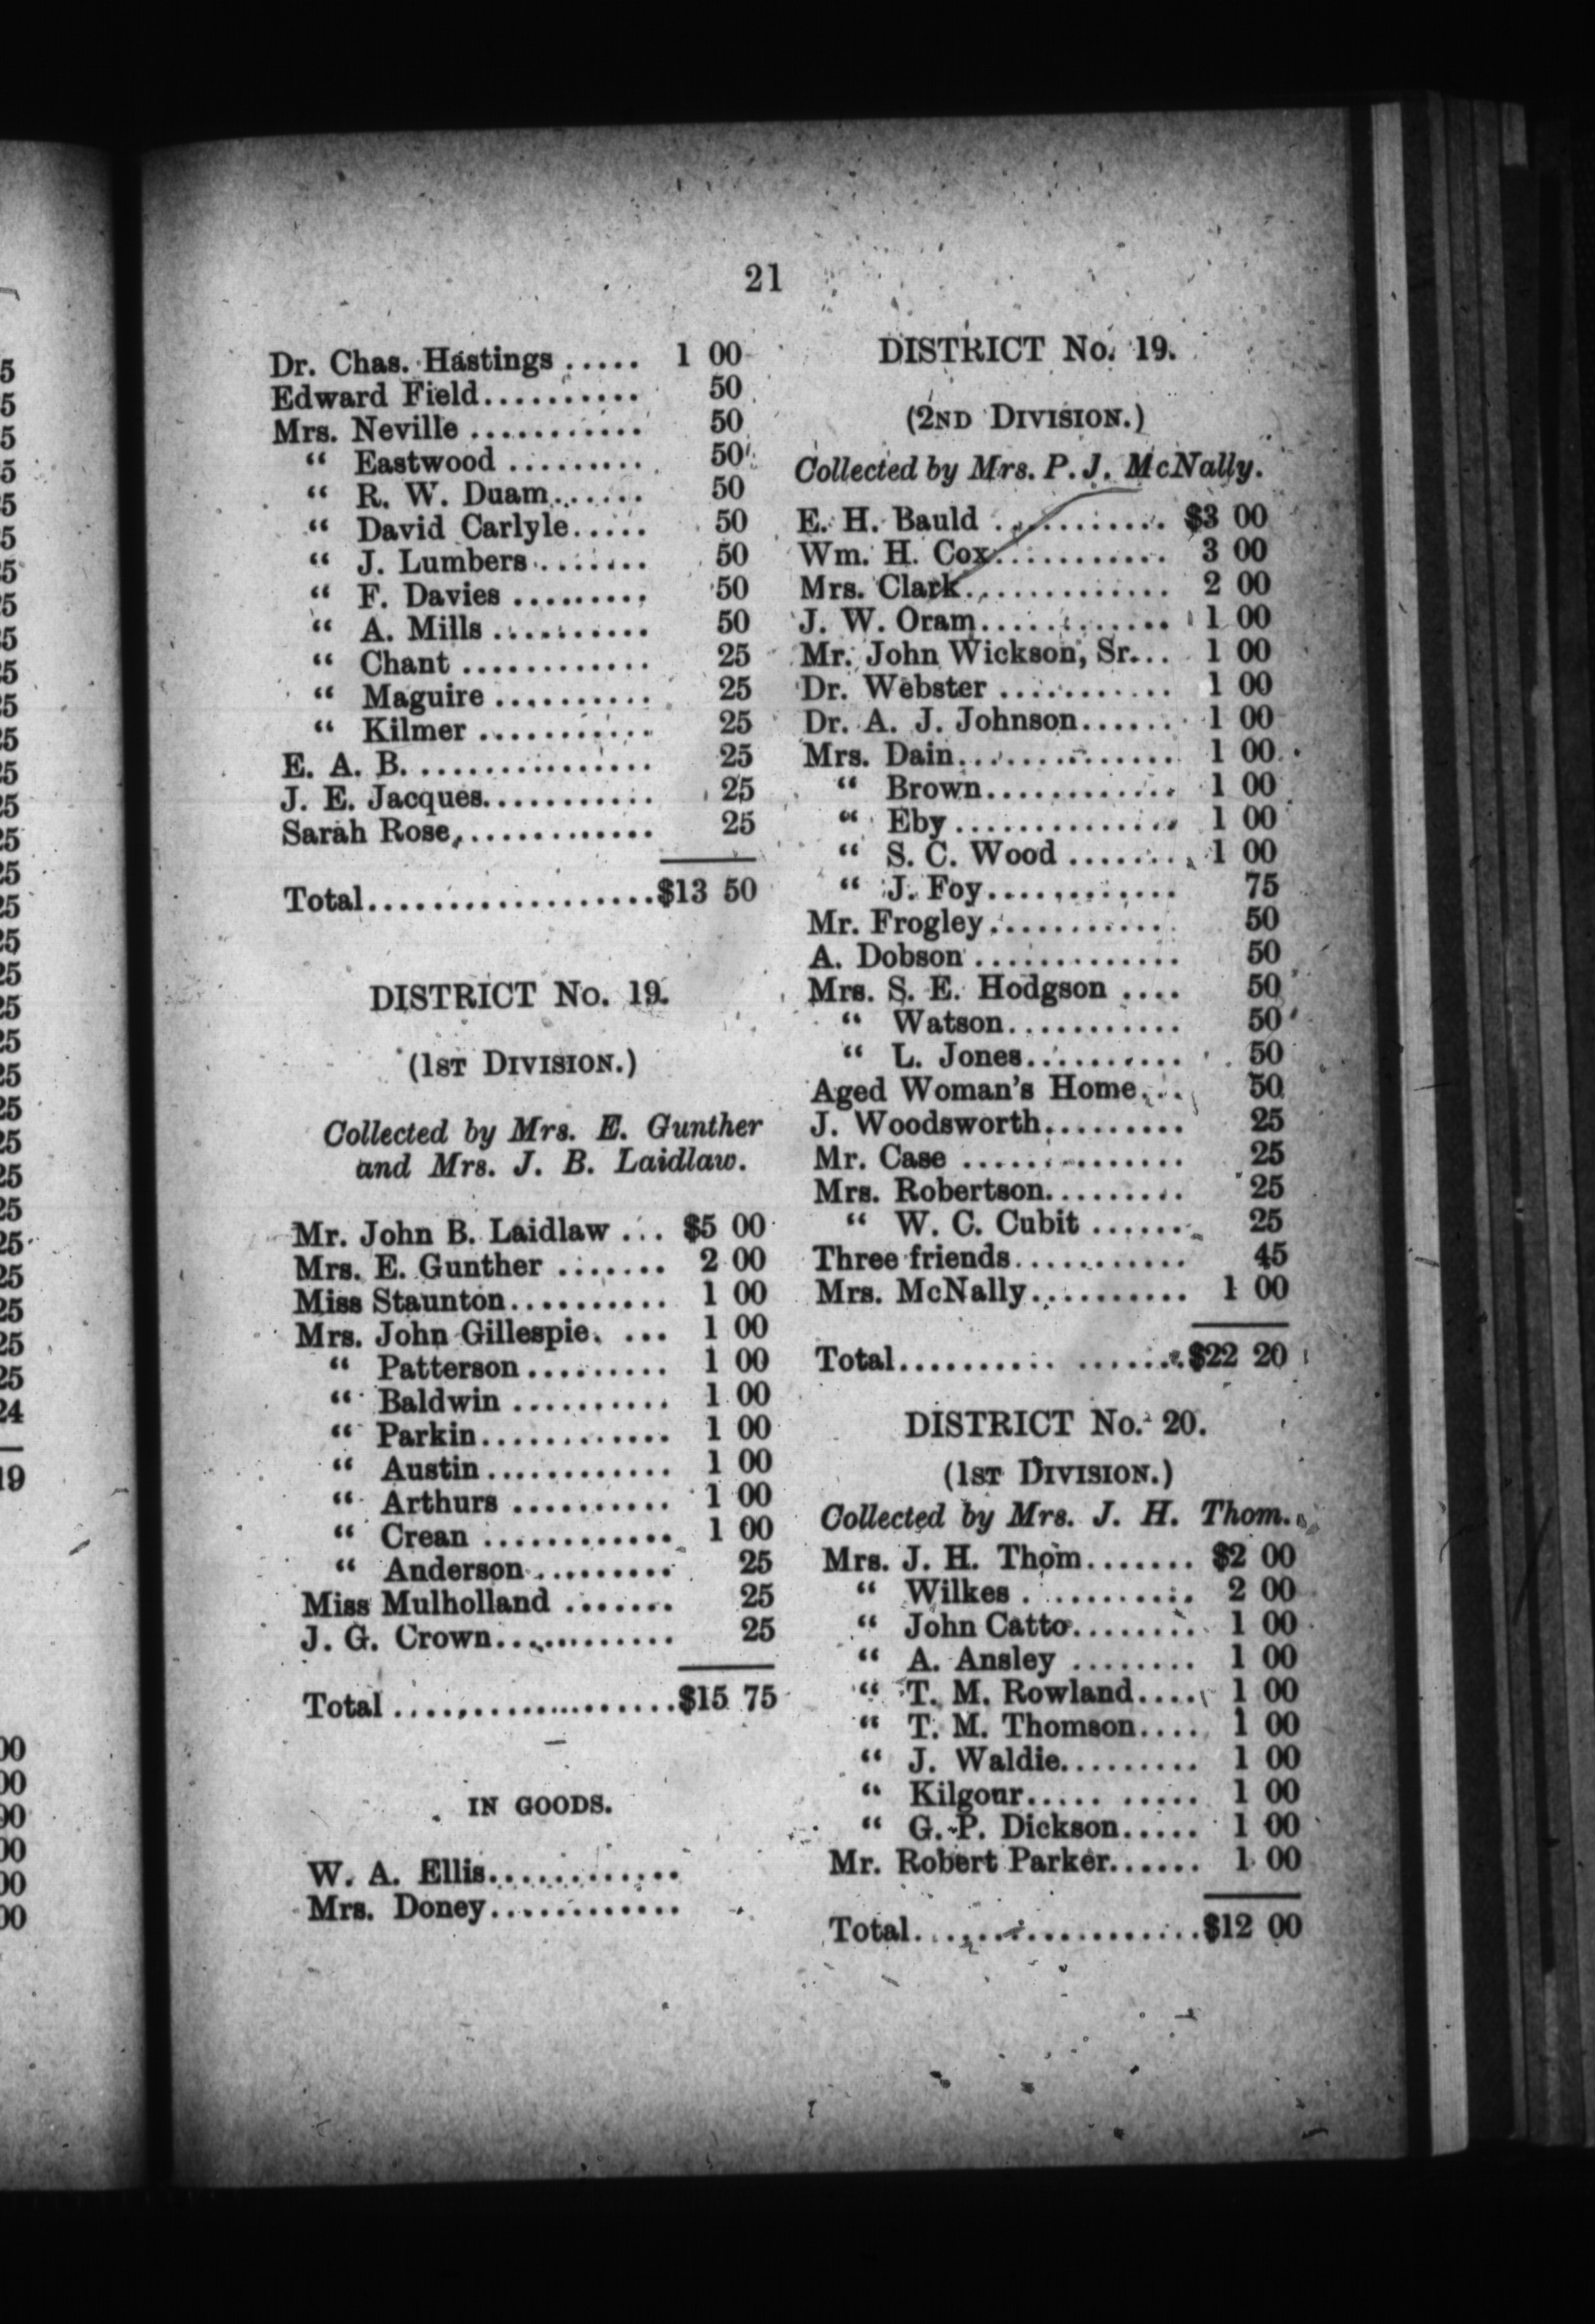 21
Dr. Chas. Hastings ..... 1 00
Edward Field.......... 50
Mrs. Neville ........... 50
“ Eastwood ......... 50
“ R. W. Duam...... 50
“ David Carlyle..... 50
“ J. Lumbers........ 50
“ F. Davies ......... 50
“ A. Mills .......... 50
“ Chant ............ 25
“ Maguire .......... 25
“ Kilmer ........... 25
E. A. B. ............... 25
J. E. Jacques........... 25
Sarah Rose............. 25
Total...................$13 50
DISTRICT No. 19.
(1ST DIVISION.)
Collected by Mrs. E. Gunther
and Mrs. J. B. Laidlaw.
Mr. John B. Laidlaw ... $5 00
Mrs. E. Gunther ....... 2 00
Miss Staunton.......... 1 00
Mrs. John Gillespie. ... 1 00
“ Patterson......... 1 00
“ Baldwin .......... 1 00
“ Parkin............ 1 00
“ Austin............ 1 00
“ Arthurs .......... 1 00
“ Crean ............ 1 00
“ Anderson......... 25
Miss Mulholland ....... 25
J. G. Crown............ 25
Total ...................$15 75
IN GOODS.
W. A. Ellis.............
Mrs. Doney.............
DISTRICT No. 19.
(2ND DIVISION.)
Collected by Mrs. P. J. McNally.
E. H. Bauld ........... $3 00
Wm. H. Cox............ 3 00
Mrs. Clark.............. 2 00
J. W. Oram............. 1 00
Mr. John Wickson, Sr... 1 00
Dr. Webster ........... 1 00
Dr. A. J. Johnson...... 1 00
Mrs. Dain.............. 1 00
“ Brown............ 1 00
“ Eby.............. 1 00
“ S. C. Wood ....... 1 00
“ J. Foy............ 75
Mr. Frogley............ 50
A. Dobson ............. 50
Mrs. S. E. Hodgson .... 50
“ Watson........... 50
“ L. Jones.......... 50
Aged Woman's Home... 50
J. Woodsworth......... 25
Mr. Case .............. 25
Mrs. Robertson......... 25
“ W. C. Cubit ...... 25
Three friends........... 45
Mrs. McNally.......... 1 00
Total.......... .......$22 20
DISTRICT No. 20.
(1ST DIVISION.)
Collected by Mrs. J. H. Thom.
Mrs. J. H. Thom....... $2 00
“ Wilkes . .......... 2 00
“ John Catto........ 1 00
“ A. Ansley ........ 1 00
“ T. M. Rowland.... 1 00
“ T. M. Thomson.... 1 00
“ J. Waldie......... 1 00
“ Kilgour..... ..... 1 00
“ G. P. Dickson..... 1 00
Mr. Robert Parker...... 1 00
Total...................$12 00